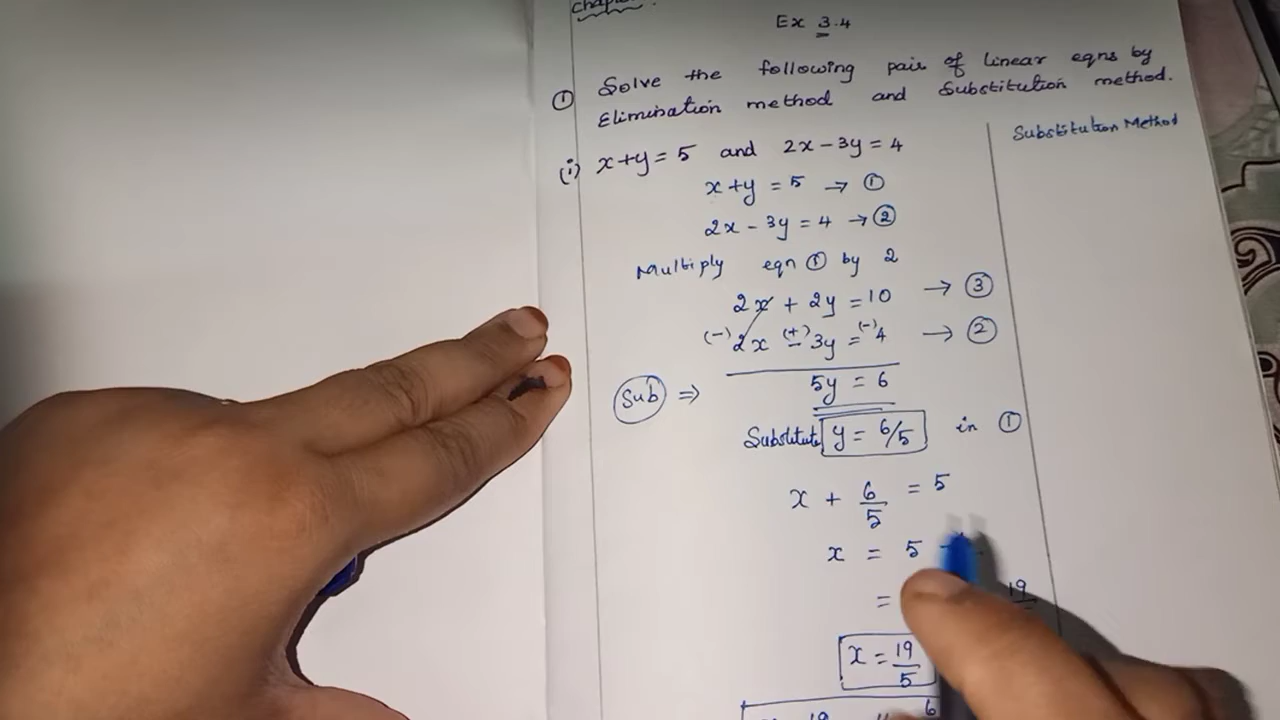 Ex 3.4
① Solve the following pair of linear eqns by
Elimination method and Substitution method.
(i) x+y = 5 and 2x – 3y = 4
x + y = 5 → ①
2x – 3y = 4 → ②
Multiply eqn ① by 2
2x + 2y = 10 → ③
(–) 2x (+) – 3y = (–) 4 → ②
Sub ⇒ 5y = 6
Substitute y = 6/5 in ①
x + 6/5 = 5
x = 5
= 19
x = 19/5
19 6
Substitution Method